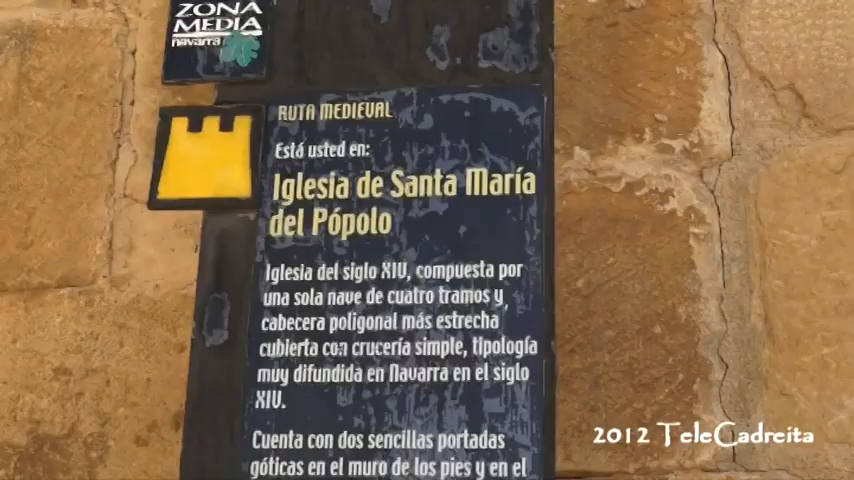 ZONA
MEDIA
navarra
RUTA MEDIEVAL
Está usted en:
Iglesia de Santa María
del Pópolo
Iglesia del siglo XIV, compuesta por
una sola nave de cuatro tramos y,
cabecera poligonal más estrecha
cubierta con crucería simple, tipología
muy difundida en Navarra en el siglo
XIV.
Cuenta con dos sencillas portadas
góticas en el muro de los pies y en el
2012 TeleCadreita